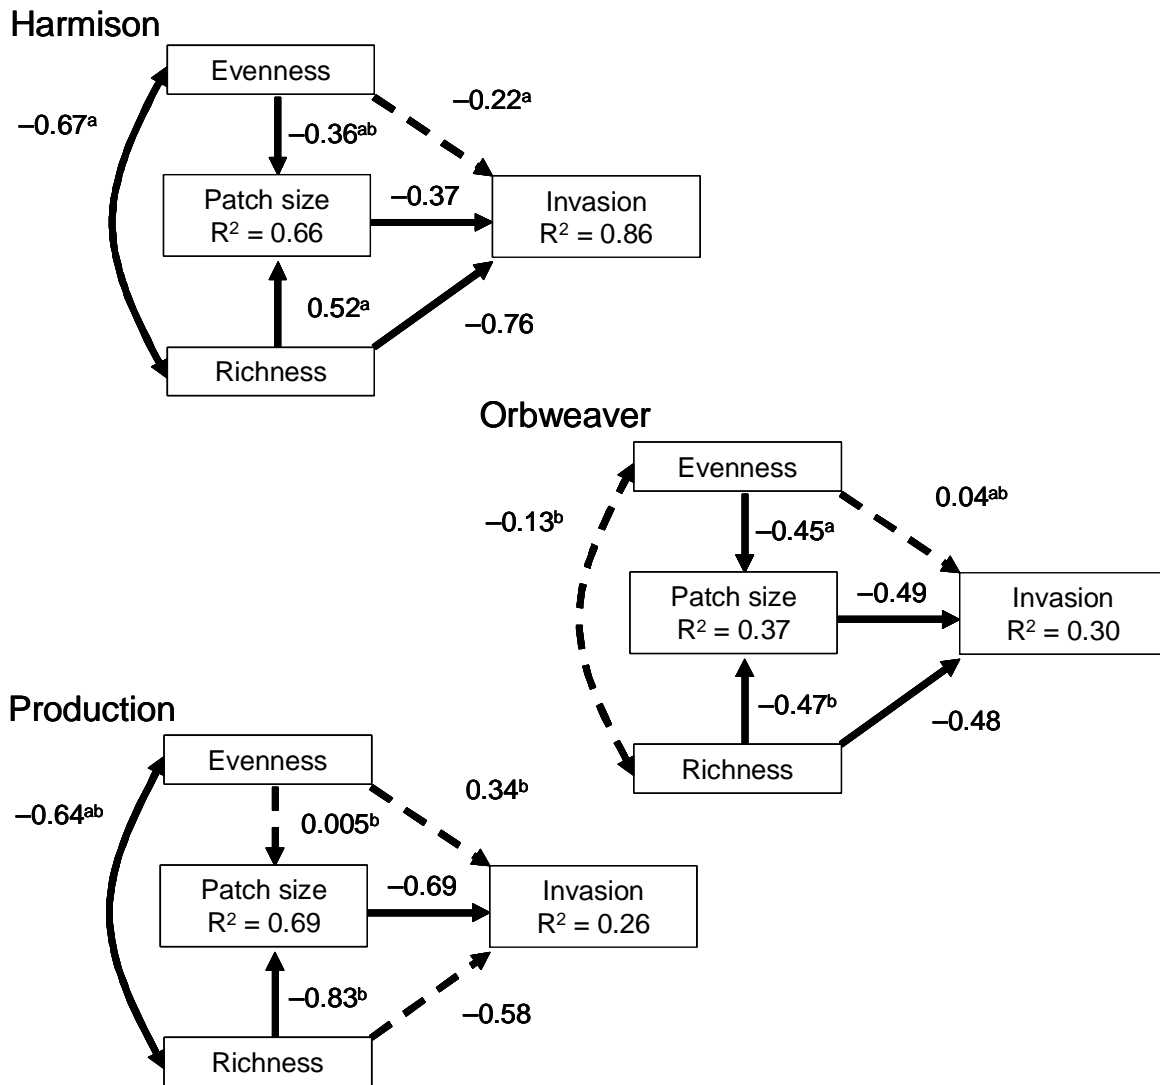 Harmison
Evenness
–0.67ᵃ
–0.22ᵃ
–0.36ᵃᵇ
Patch size
R² = 0.66
–0.37
Invasion
R² = 0.86
0.52ᵃ
–0.76
Richness
Orbweaver
Evenness
–0.13ᵇ
0.04ᵃᵇ
–0.45ᵃ
Patch size
R² = 0.37
–0.49
Invasion
R² = 0.30
–0.47ᵇ
–0.48
Richness
Production
Evenness
–0.64ᵃᵇ
0.34ᵇ
0.005ᵇ
Patch size
R² = 0.69
–0.69
Invasion
R² = 0.26
–0.83ᵇ
–0.58
Richness